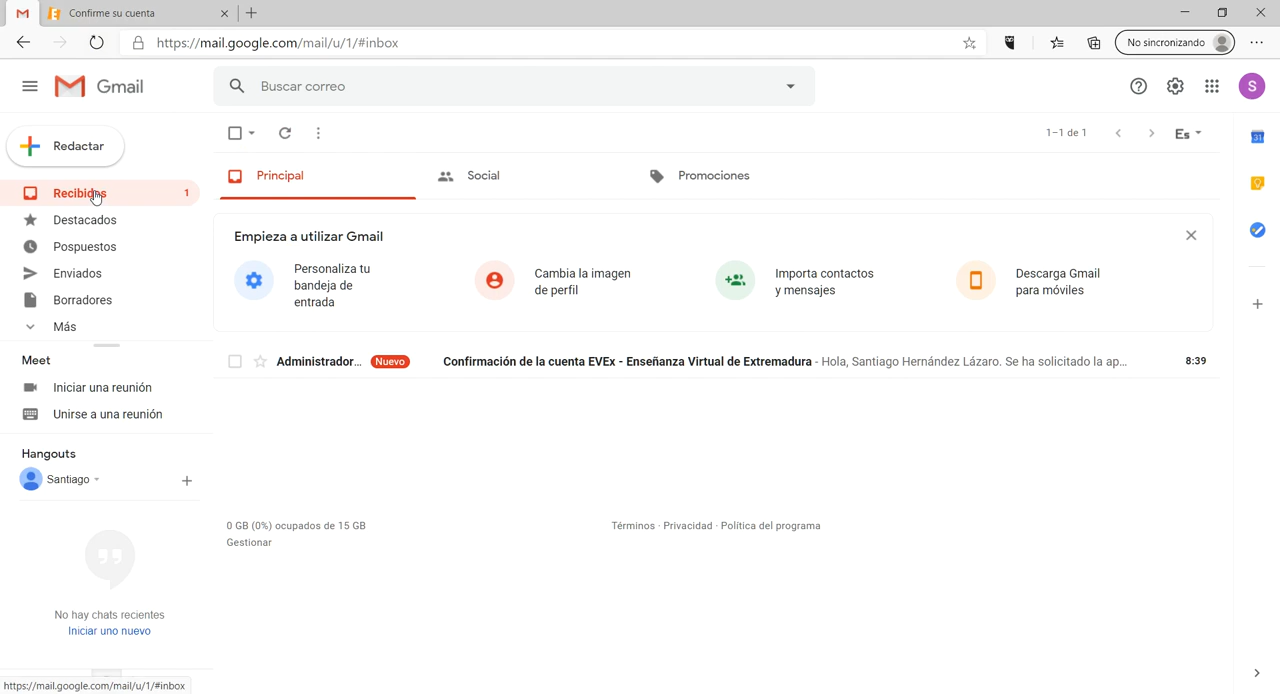 Confirme su cuenta
https://mail.google.com/mail/u/1/#inbox
No sincronizando
Gmail
Buscar correo
S
Redactar
1–1 de 1
Es
Recibidos 1
Destacados
Pospuestos
Enviados
Borradores
Más
Principal
Social
Promociones
Empieza a utilizar Gmail
Personaliza tu
bandeja de
entrada
Cambia la imagen
de perfil
Importa contactos
y mensajes
Descarga Gmail
para móviles
Administrador... Nuevo Confirmación de la cuenta EVEx - Enseñanza Virtual de Extremadura - Hola, Santiago Hernández Lázaro. Se ha solicitado la ap... 8:39
Meet
Iniciar una reunión
Unirse a una reunión
Hangouts
Santiago
No hay chats recientes
Iniciar uno nuevo
0 GB (0%) ocupados de 15 GB
Gestionar
Términos · Privacidad · Política del programa
31
https://mail.google.com/mail/u/1/#inbox